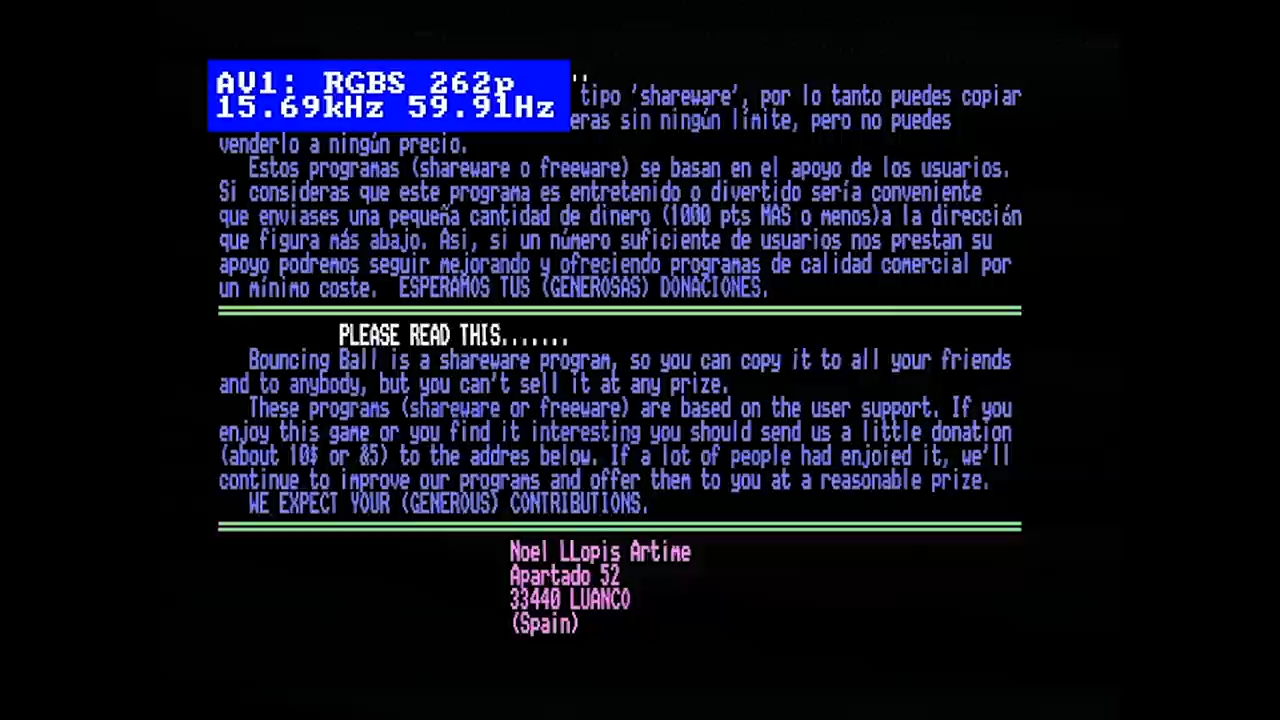 AV1: RGBS 262p
15.69kHz 59.91Hz
tipo 'shareware', por lo tanto puedes copiar
eras sin ningún límite, pero no puedes
venderlo a ningún precio.
Estos programas (shareware o freeware) se basan en el apoyo de los usuarios.
Si consideras que este programa es entretenido o divertido sería conveniente
que enviases una pequeña cantidad de dinero (1000 pts MAS o menos)a la dirección
que figura más abajo. Asi, si un número suficiente de usuarios nos prestan su
apoyo podremos seguir mejorando y ofreciendo programas de calidad comercial por
un mínimo coste.  ESPERAMOS TUS (GENEROSAS) DONACIONES.
PLEASE READ THIS.......
Bouncing Ball is a shareware program, so you can copy it to all your friends
and to anybody, but you can't sell it at any prize.
These programs (shareware or freeware) are based on the user support. If you
enjoy this game or you find it interesting you should send us a little donation
(about 10$ or &5) to the addres below. If a lot of people had enjoied it, we'll
continue to improve our programs and offer them to you at a reasonable prize.
WE EXPECT YOUR (GENEROUS) CONTRIBUTIONS.
Noel LLopis Artime
Apartado 52
33440 LUANCO
(Spain)